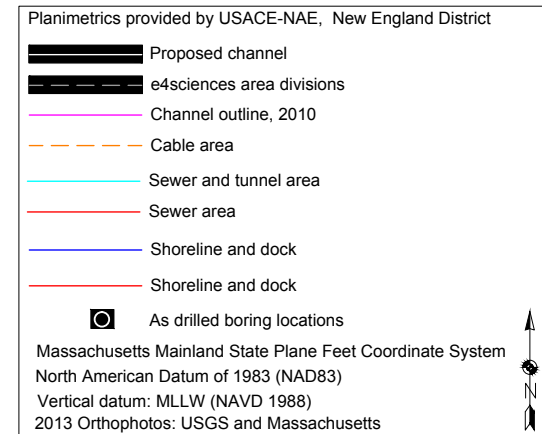 Planimetrics provided by USACE-NAE, New England District
Proposed channel
e4sciences area divisions
Channel outline, 2010
Cable area
Sewer and tunnel area
Sewer area
Shoreline and dock
Shoreline and dock
As drilled boring locations
Massachusetts Mainland State Plane Feet Coordinate System
North American Datum of 1983 (NAD83)
Vertical datum: MLLW (NAVD 1988)
2013 Orthophotos: USGS and Massachusetts
N